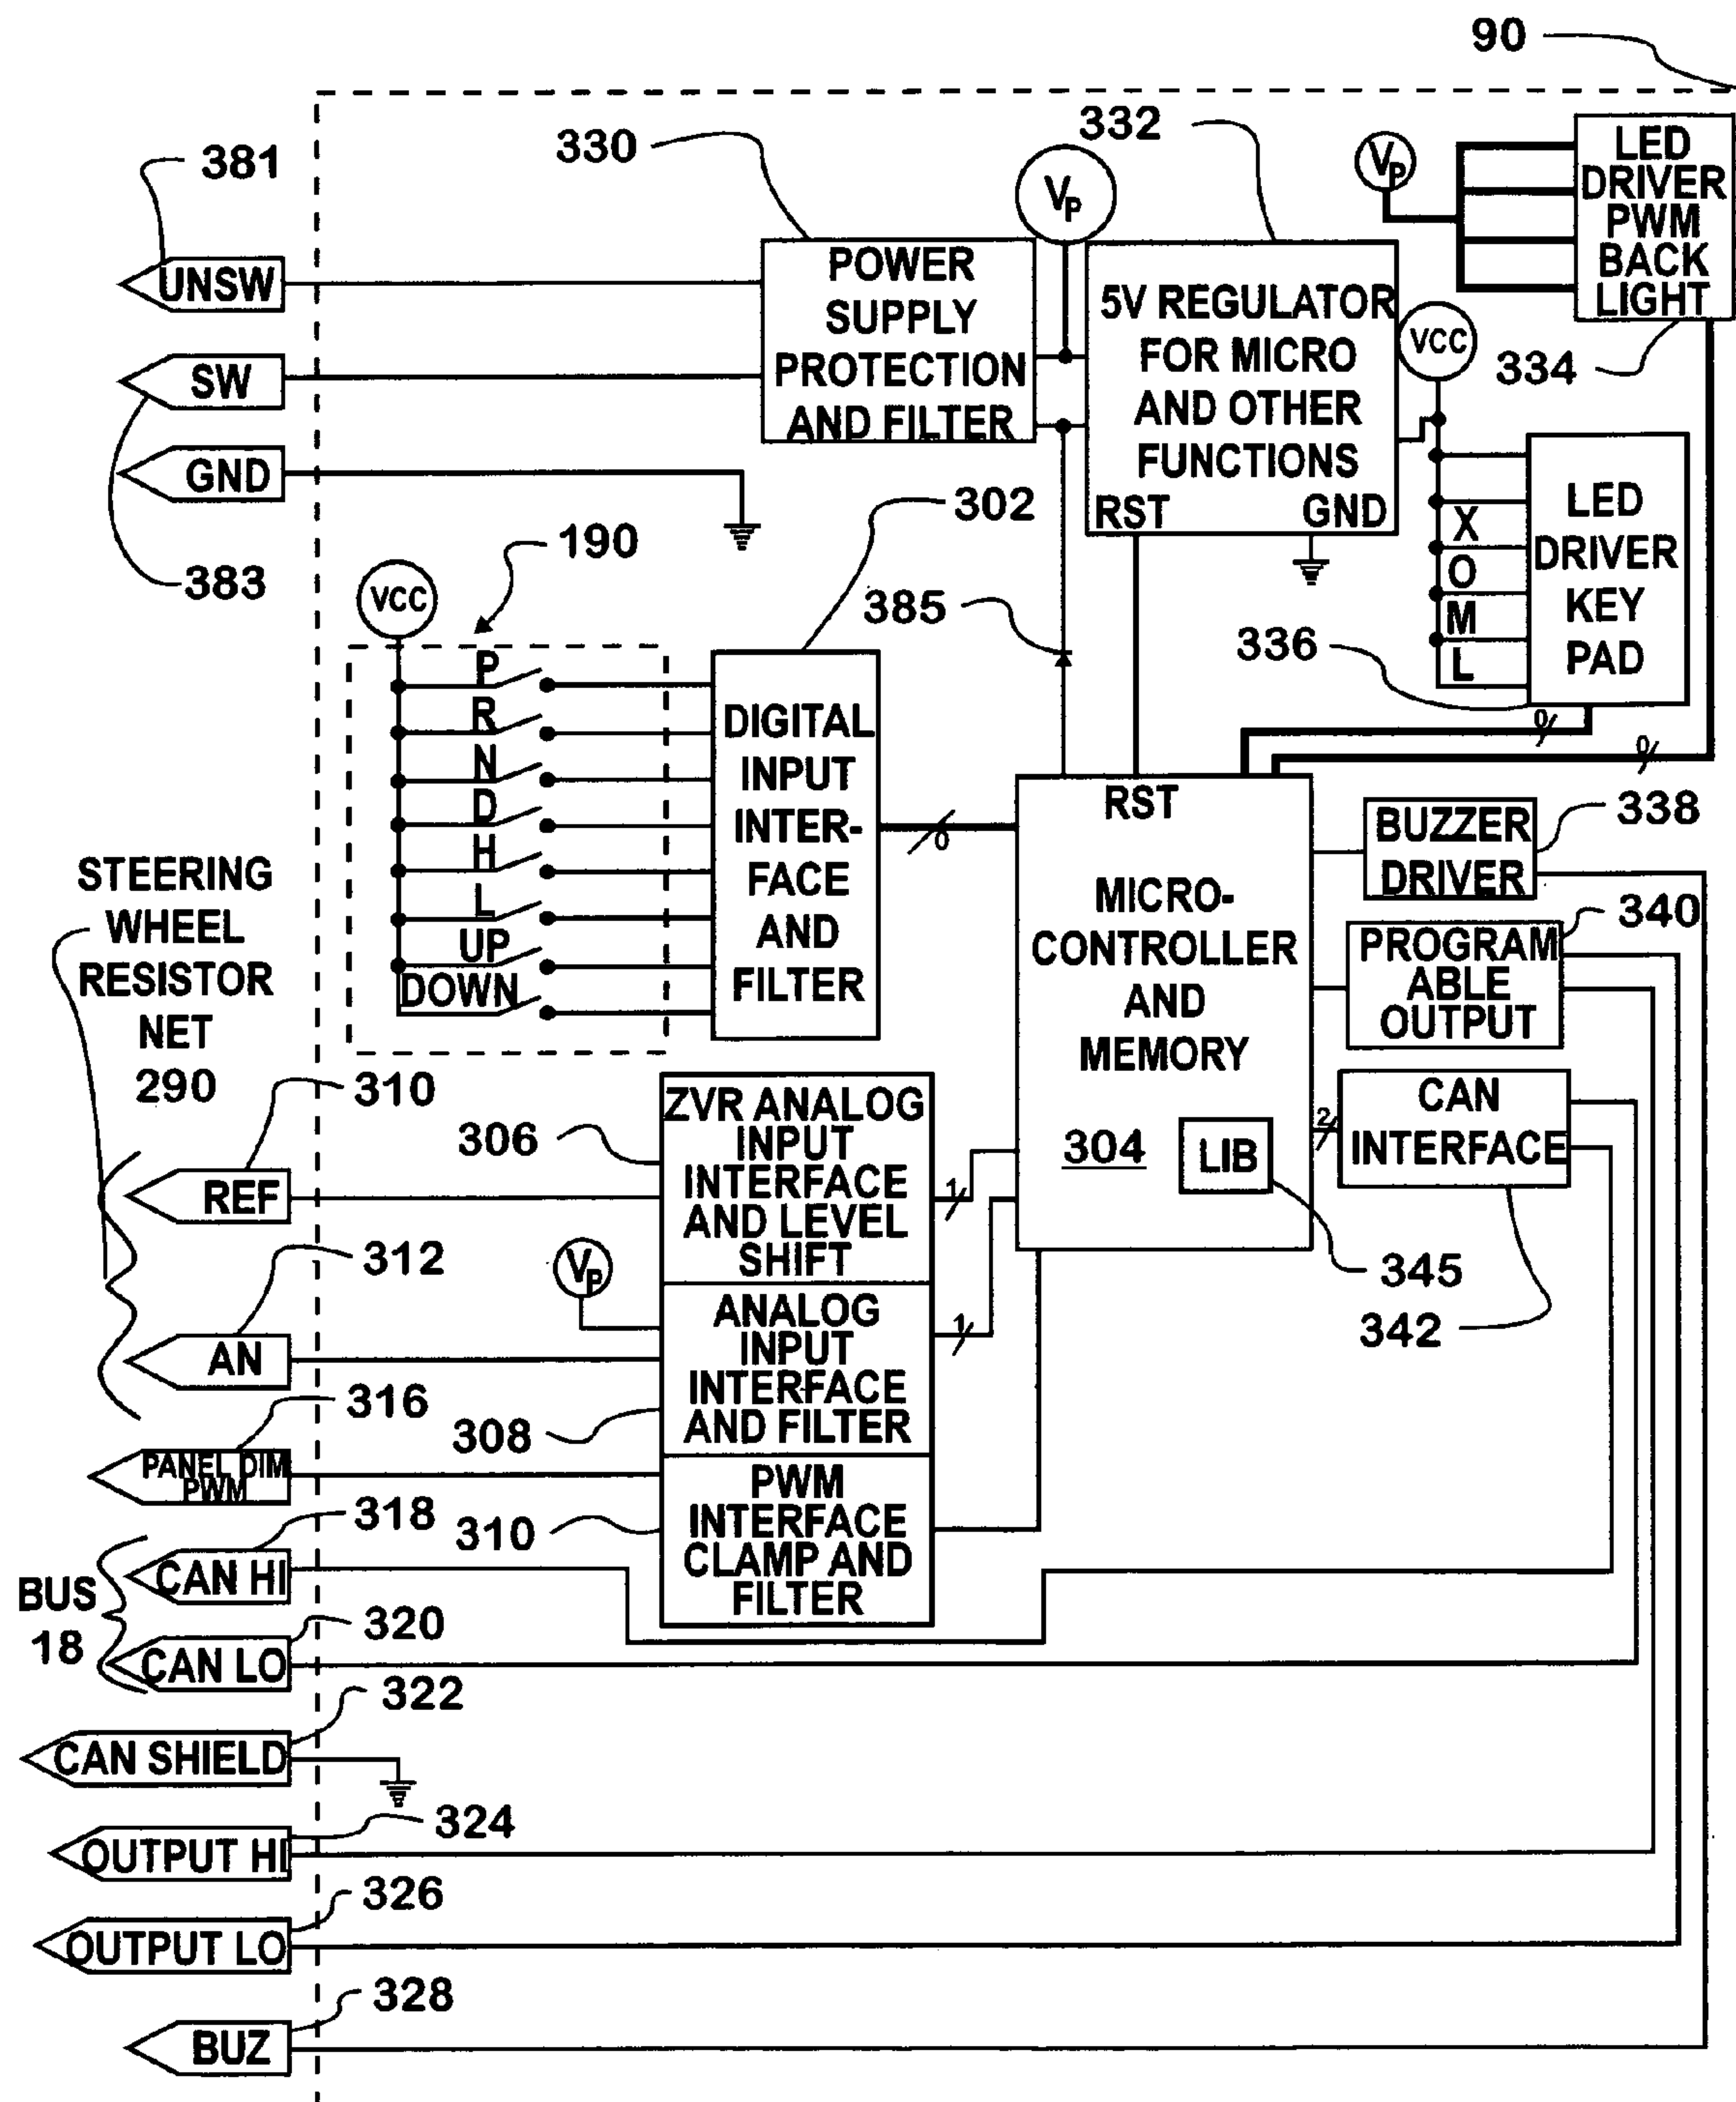 90
381
330
332
VP
VP
LED
DRIVER
PWM
BACK
LIGHT
334
UNSW
SW
GND
383
POWER
SUPPLY
PROTECTION
AND FILTER
5V REGULATOR
FOR MICRO
AND OTHER
FUNCTIONS
RST
GND
VCC
X
O
M
L
LED
DRIVER
KEY
PAD
336
0
0
302
190
385
VCC
P
R
N
D
H
L
UP
DOWN
DIGITAL
INPUT
INTER-
FACE
AND
FILTER
0
RST
MICRO-
CONTROLLER
AND
MEMORY
304
LIB
345
BUZZER
DRIVER
338
PROGRAM
ABLE
OUTPUT
340
2
CAN
INTERFACE
342
STEERING
WHEEL
RESISTOR
NET
290
310
REF
312
AN
306
ZVR ANALOG
INPUT
INTERFACE
AND LEVEL
SHIFT
1
VP
ANALOG
INPUT
INTERFACE
AND FILTER
1
308
316
PANEL DIM
PWM
PWM
INTERFACE
CLAMP AND
FILTER
310
318
CAN HI
BUS
18
320
CAN LO
322
CAN SHIELD
324
OUTPUT HI
326
OUTPUT LO
328
BUZ